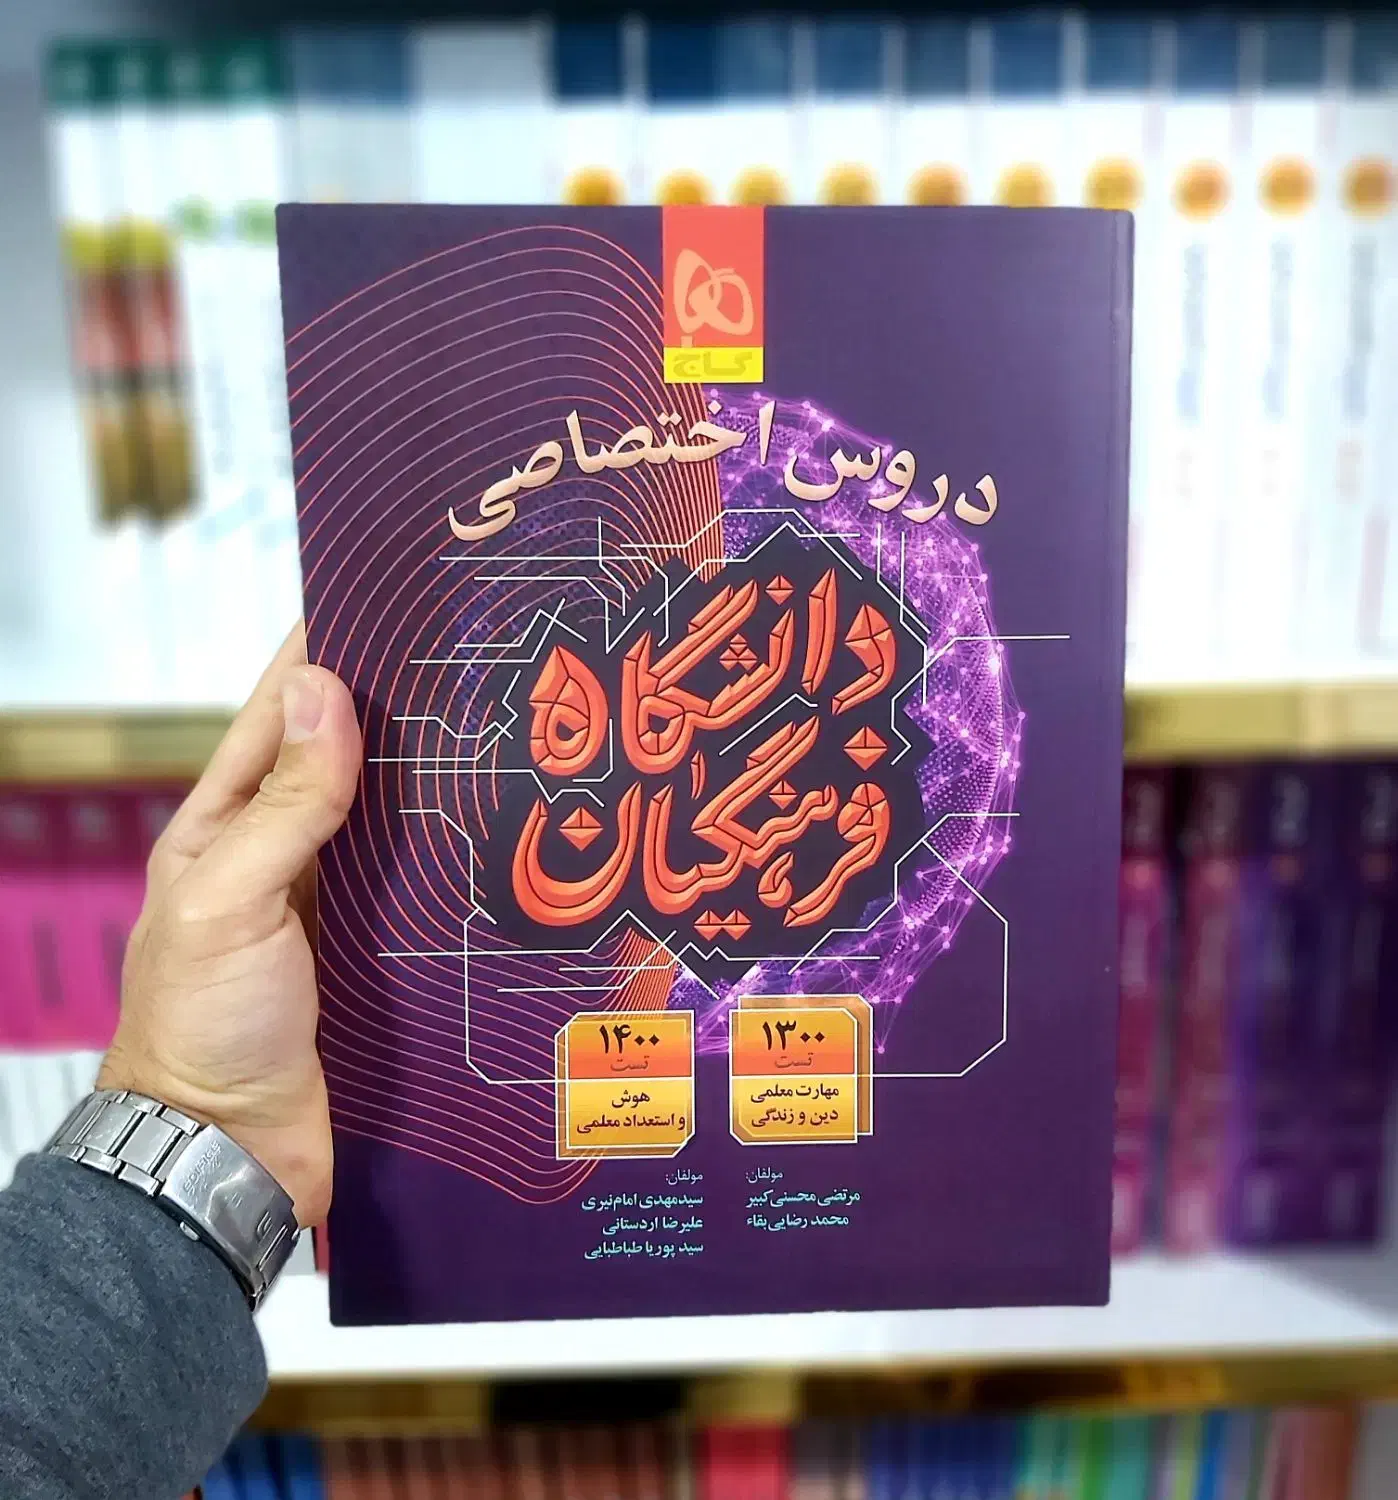 گاج
دروس اختصاصی
دانشگاه
فرهنگیان
۱۳۰۰
تست
مهارت معلمی
دین و زندگی
مولفان:
مرتضی محسنی‌کبیر
محمد رضایی‌بقاء
۱۴۰۰
تست
هوش
و استعداد معلمی
مولفان:
سیدمهدی امام‌نیری
علیرضا اردستانی
سید پوریا طباطبایی